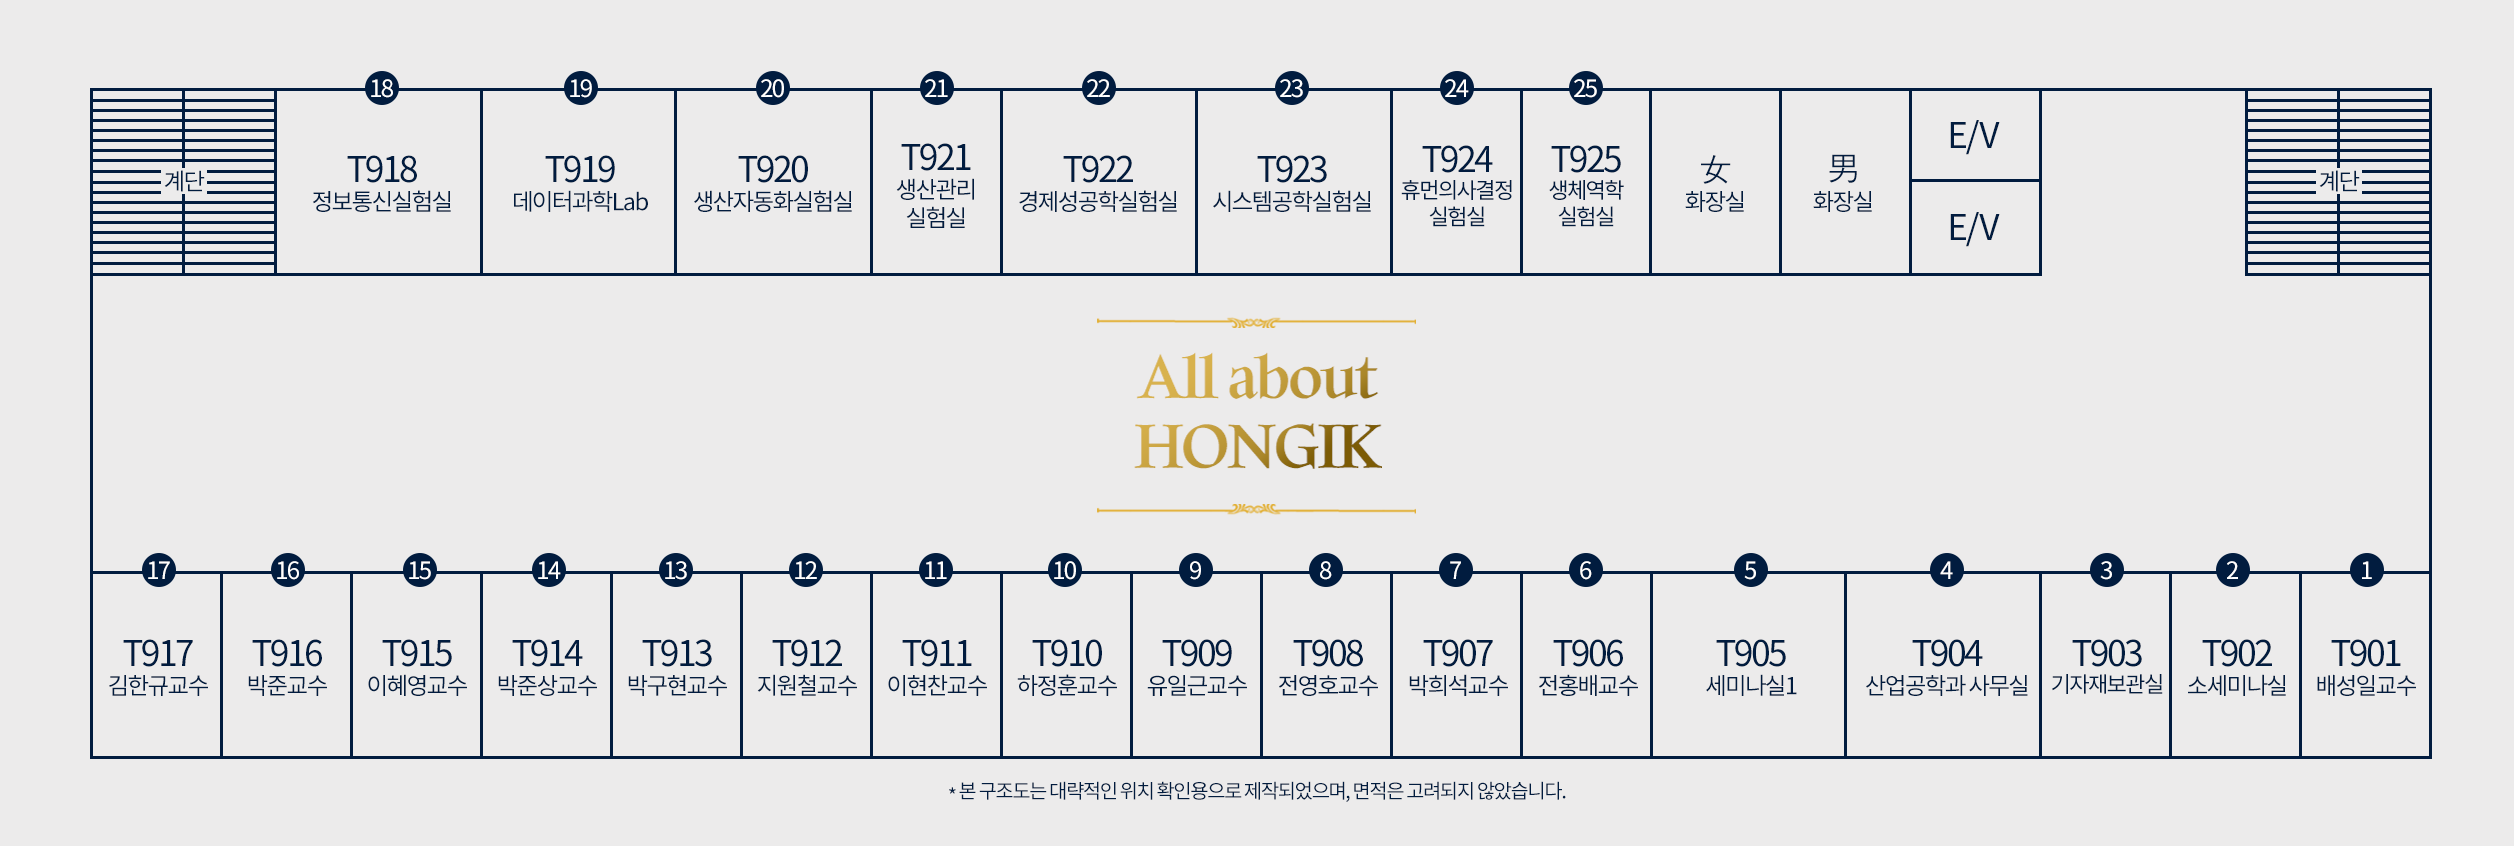 18
19
20
21
22
23
24
25
계단
T918
정보통신실험실
T919
데이터과학Lab
T920
생산자동화실험실
T921
생산관리
실험실
T922
경제성공학실험실
T923
시스템공학실험실
T924
휴먼의사결정
실험실
T925
생체역학
실험실
女
화장실
男
화장실
E/V
E/V
계단
All about
HONGIK
17
16
15
14
13
12
11
10
9
8
7
6
5
4
3
2
1
T917
김한규교수
T916
박준교수
T915
이혜영교수
T914
박준상교수
T913
박구현교수
T912
지원철교수
T911
이현찬교수
T910
하정훈교수
T909
유일근교수
T908
전영호교수
T907
박희석교수
T906
전홍배교수
T905
세미나실1
T904
산업공학과 사무실
T903
기자재보관실
T902
소세미나실
T901
배성일교수
* 본 구조도는 대략적인 위치 확인용으로 제작되었으며, 면적은 고려되지 않았습니다.